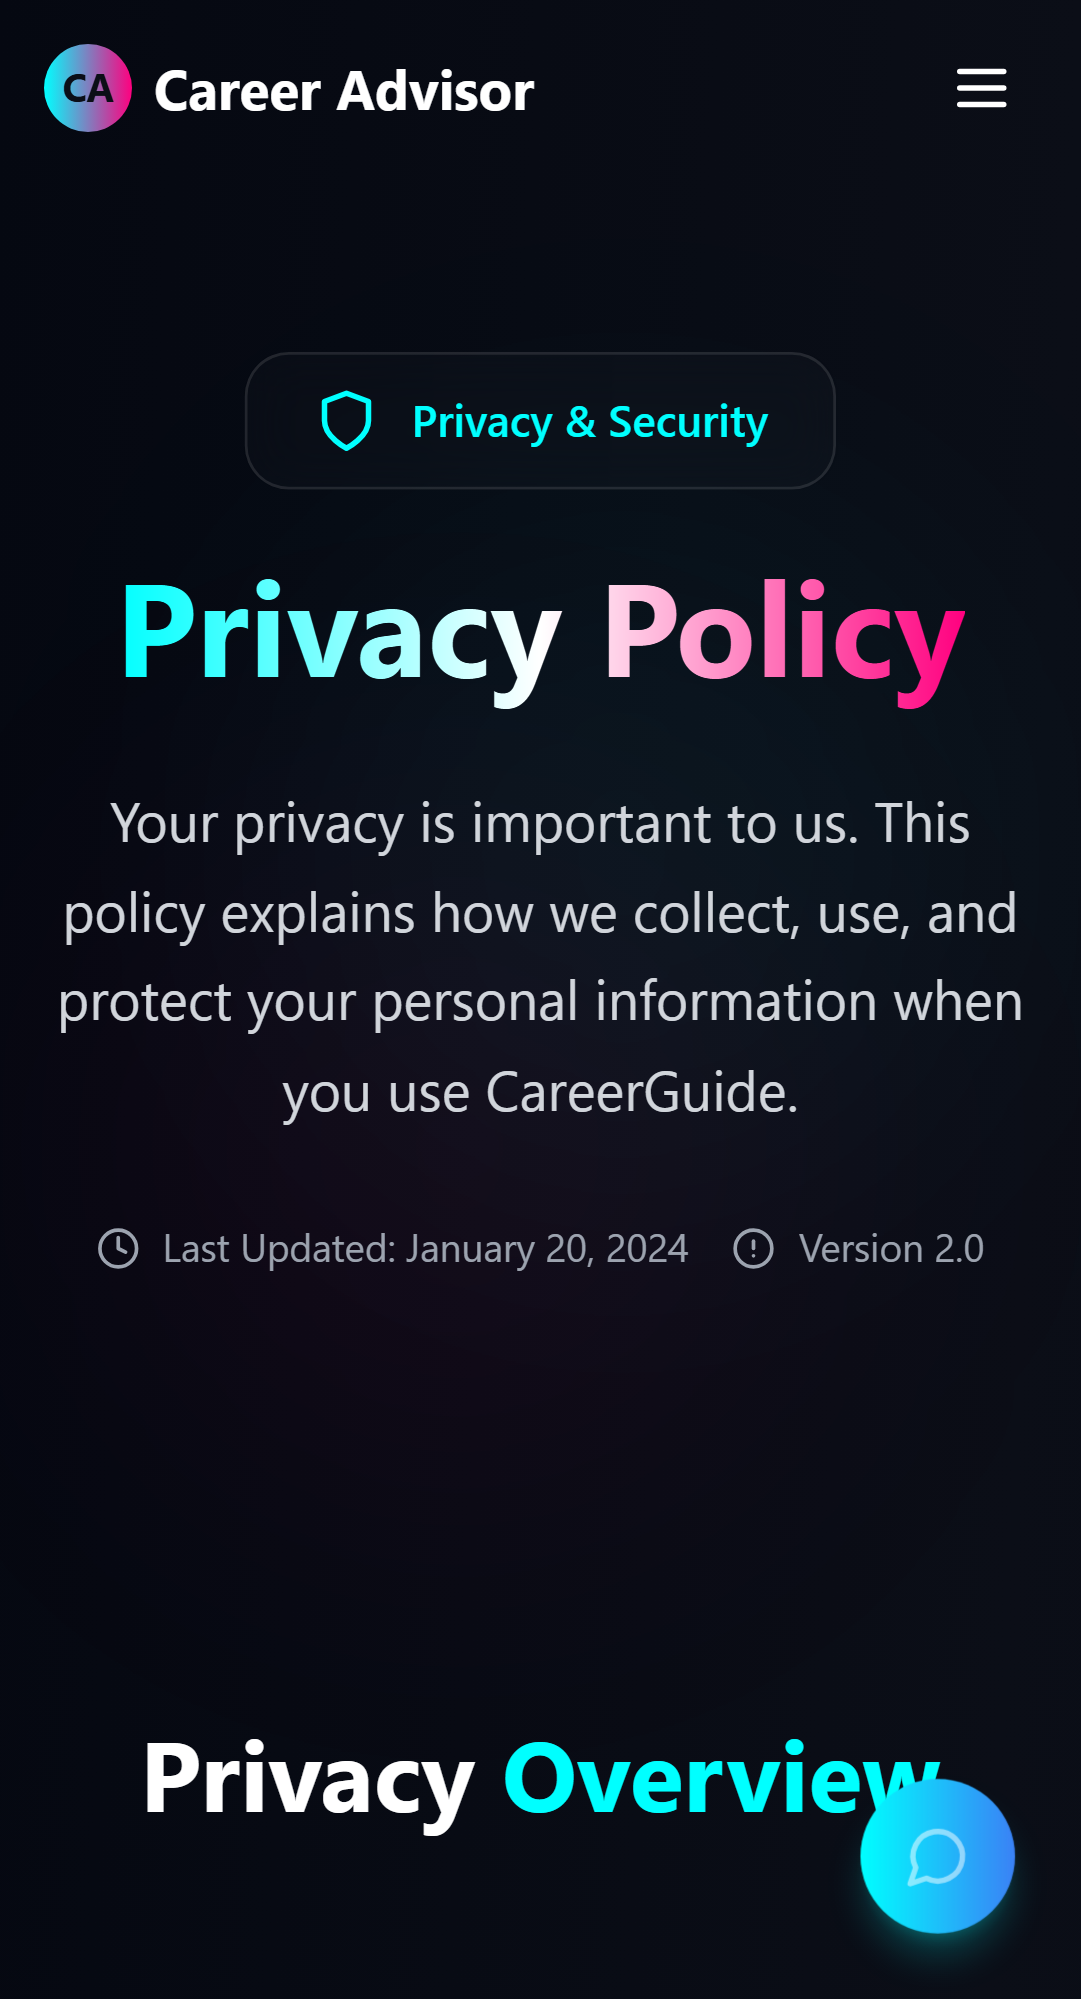 CA Career Advisor
Privacy & Security
Privacy Policy
Your privacy is important to us. This
policy explains how we collect, use, and
protect your personal information when
you use CareerGuide.
Last Updated: January 20, 2024 Version 2.0
Privacy Overview